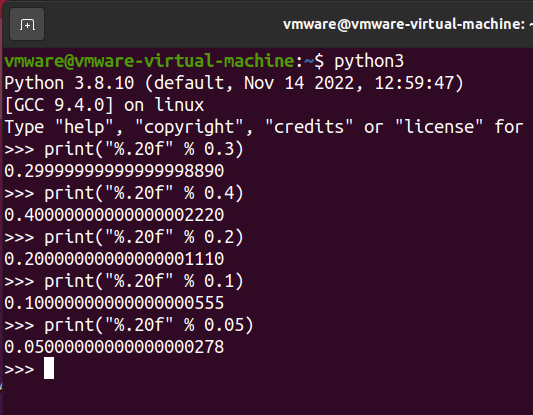 vmware@vmware-virtual-machine: ~
vmware@vmware-virtual-machine:~$ python3
Python 3.8.10 (default, Nov 14 2022, 12:59:47)
[GCC 9.4.0] on linux
Type "help", "copyright", "credits" or "license" for
>>> print("%.20f" % 0.3)
0.29999999999999998890
>>> print("%.20f" % 0.4)
0.40000000000000002220
>>> print("%.20f" % 0.2)
0.20000000000000001110
>>> print("%.20f" % 0.1)
0.10000000000000000555
>>> print("%.20f" % 0.05)
0.05000000000000000278
>>>